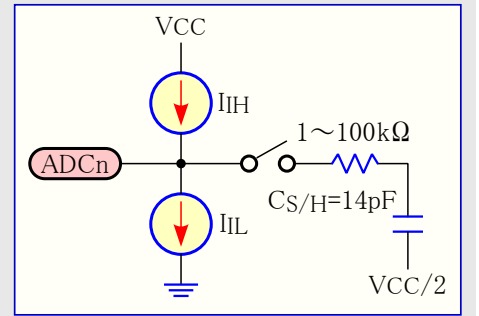 VCC
IIH
1～100kΩ
ADCn
CS/H=14pF
IIL
VCC/2